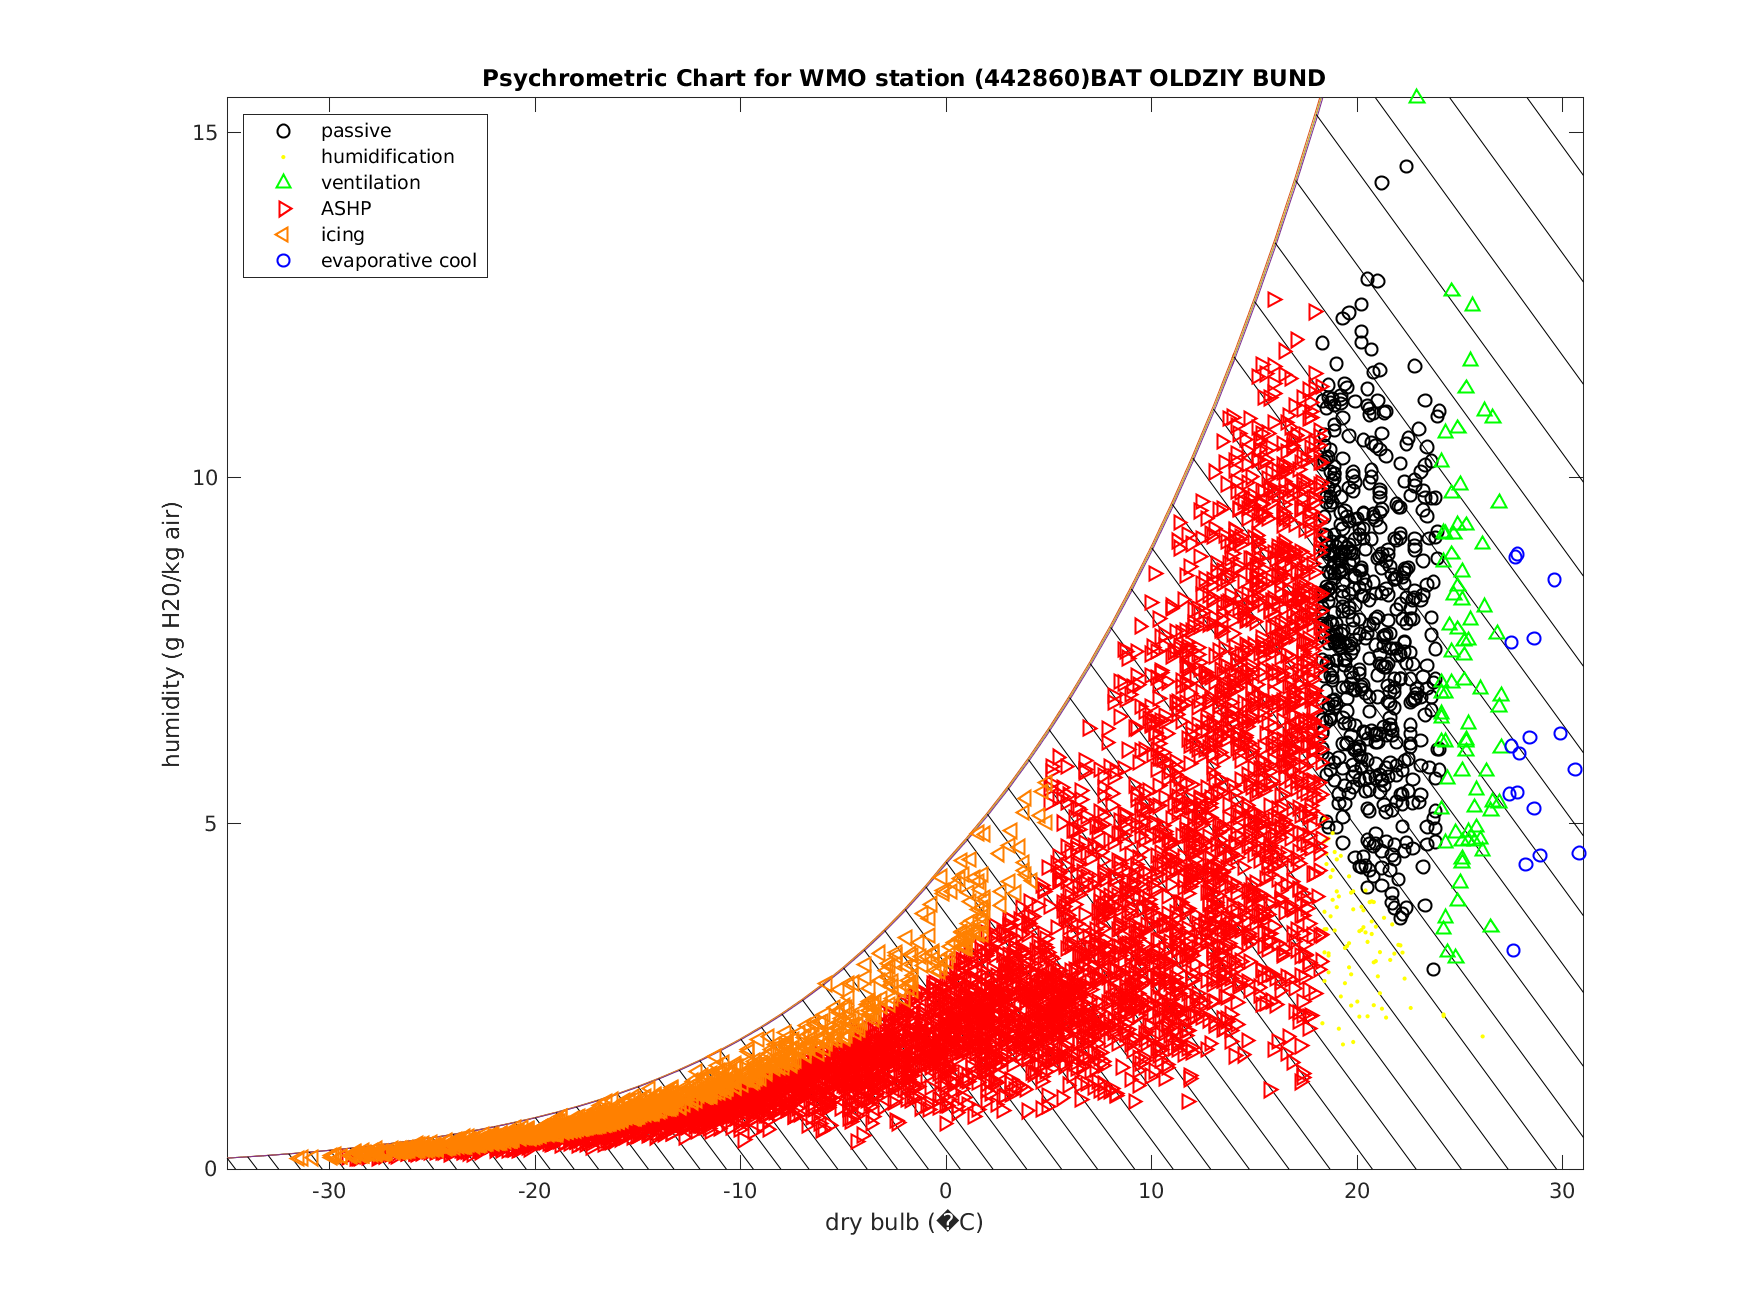 Psychrometric Chart for WMO station (442860)BAT OLDZIY BUND
passive
humidification
ventilation
ASHP
icing
evaporative cool
15
10
5
0
humidity (g H20/kg air)
-30 -20 -10 0 10 20 30
dry bulb (�C)